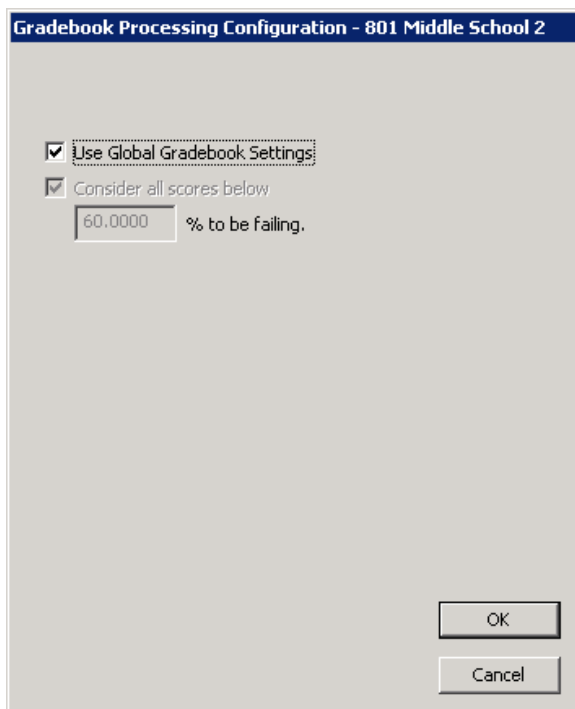 Gradebook Processing Configuration - 801 Middle School 2
Use Global Gradebook Settings
Consider all scores below
60.0000 % to be failing.
OK
Cancel